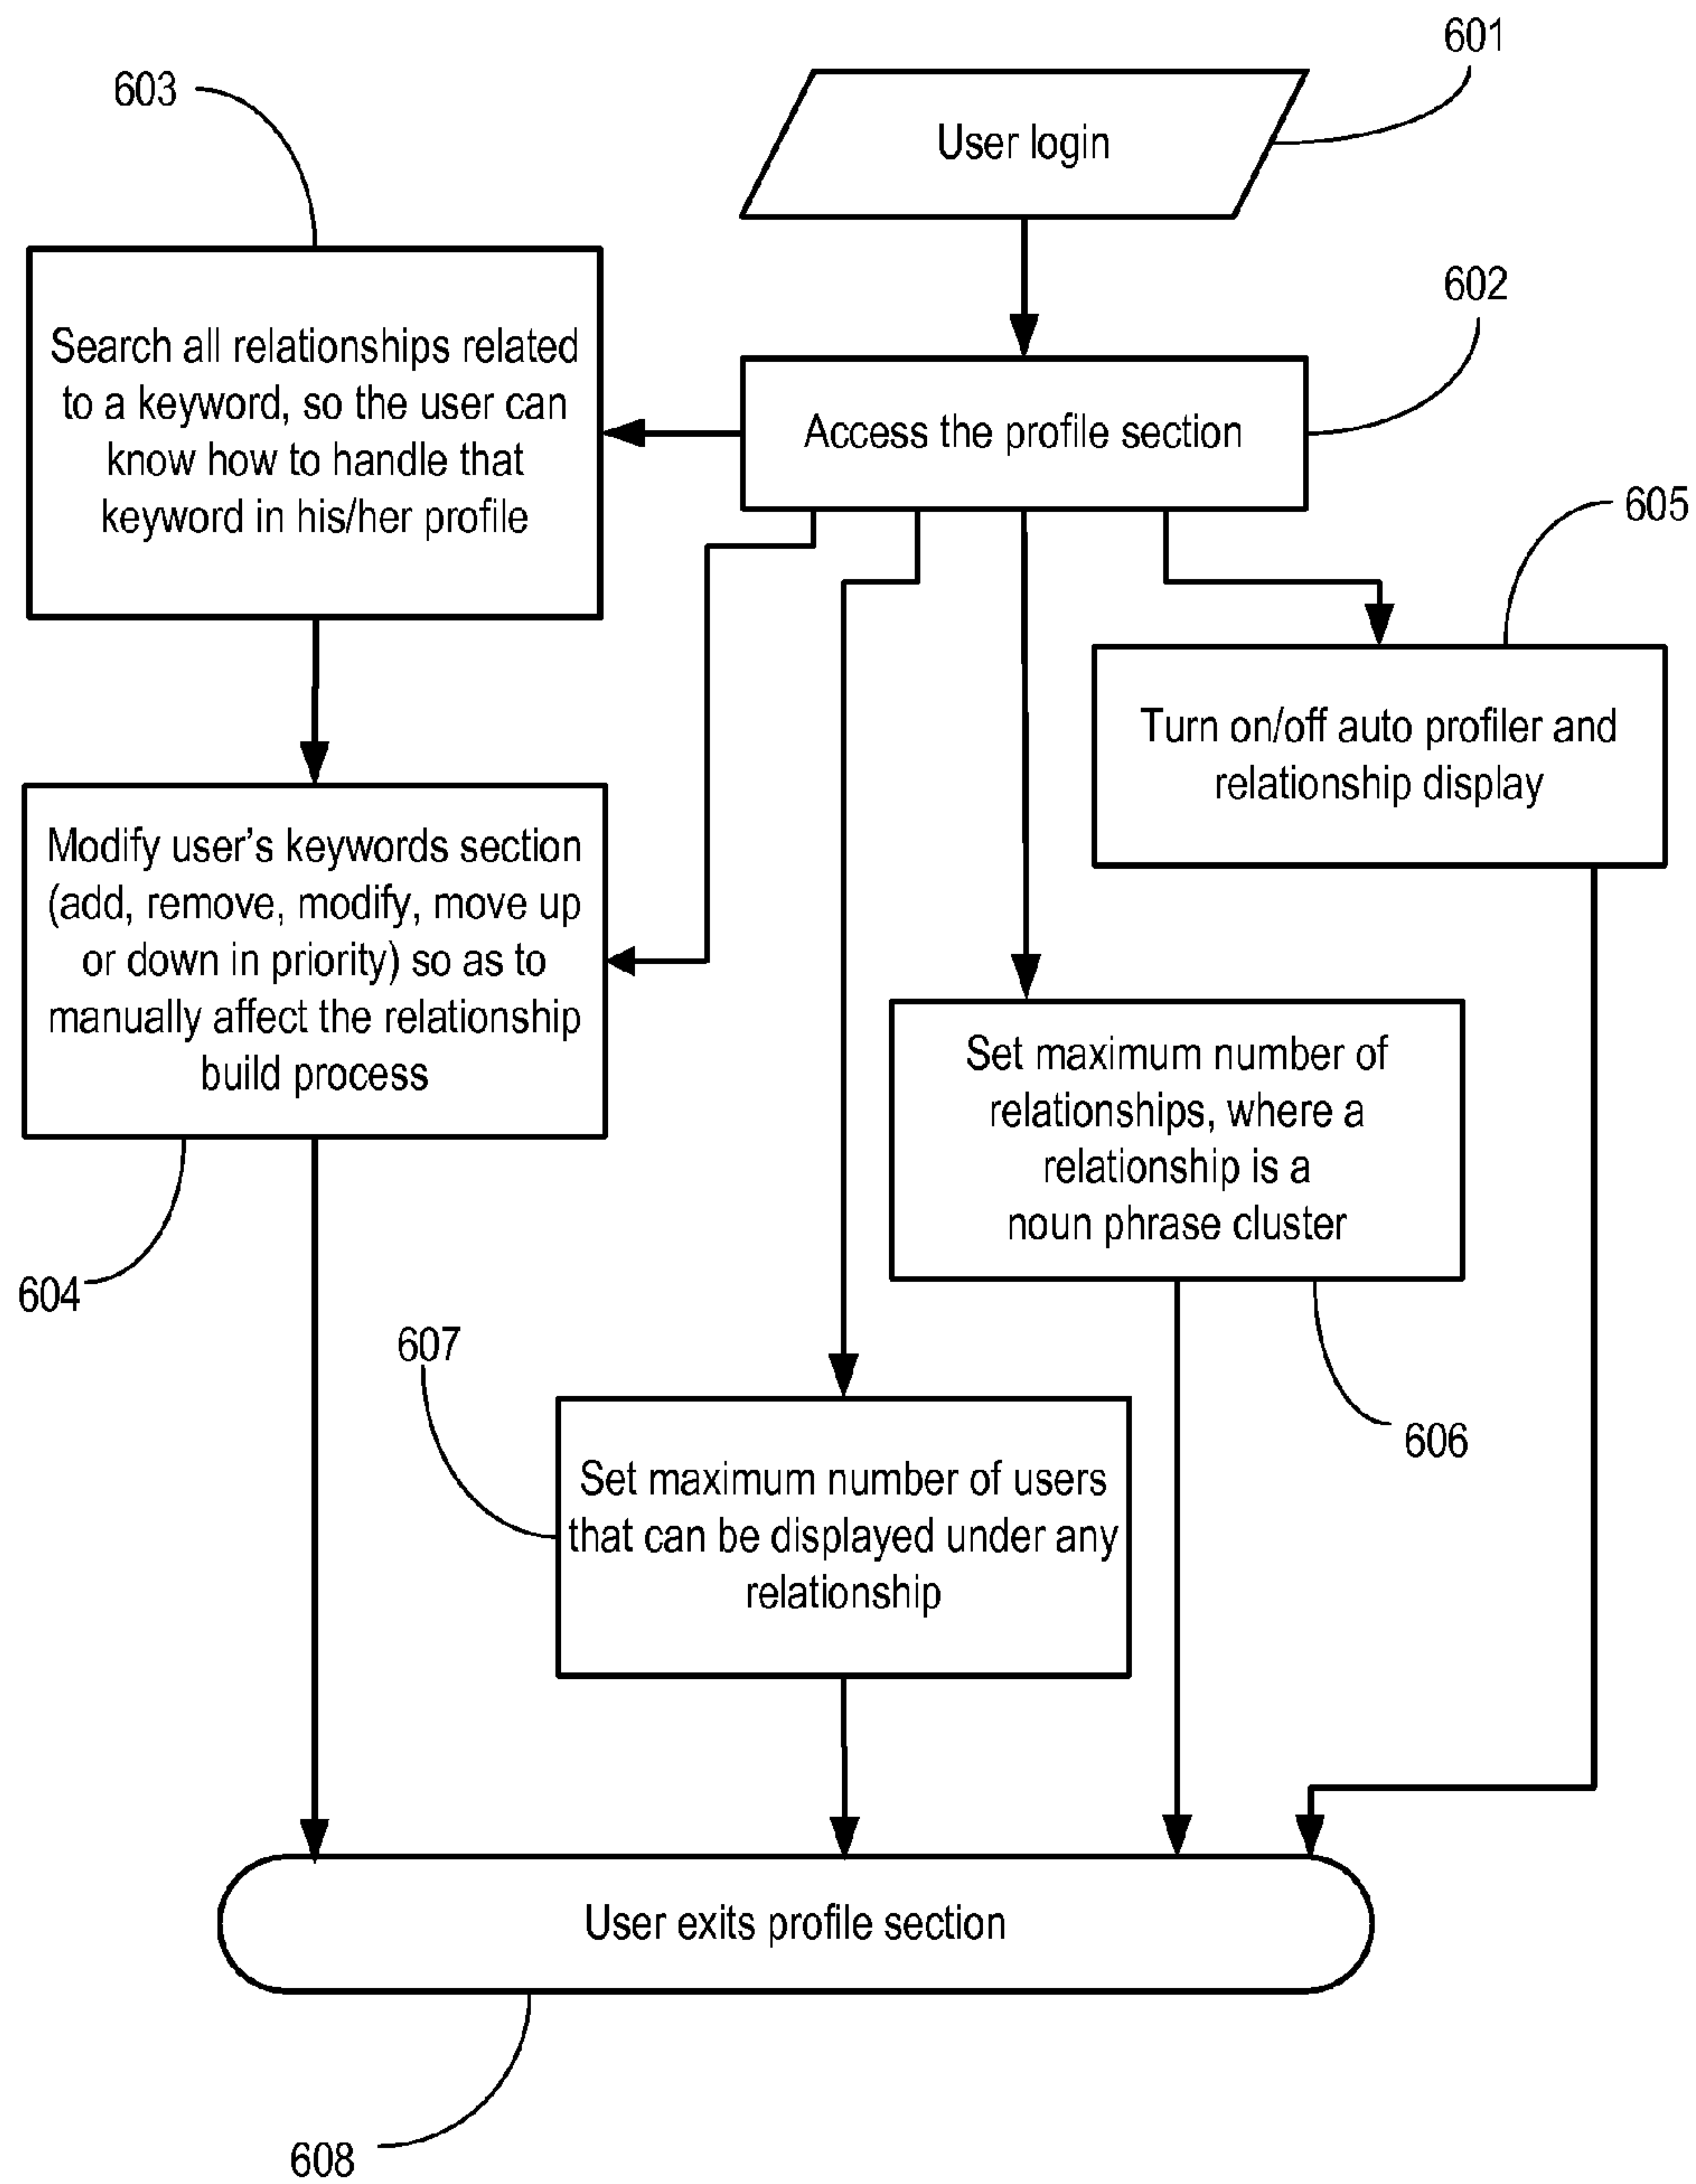 601
User login
603
602
Search all relationships related
to a keyword, so the user can
know how to handle that
keyword in his/her profile
Access the profile section
605
Turn on/off auto profiler and
relationship display
Modify user's keywords section
(add, remove, modify, move up
or down in priority) so as to
manually affect the relationship
build process
604
Set maximum number of
relationships, where a
relationship is a
noun phrase cluster
606
607
Set maximum number of users
that can be displayed under any
relationship
User exits profile section
608